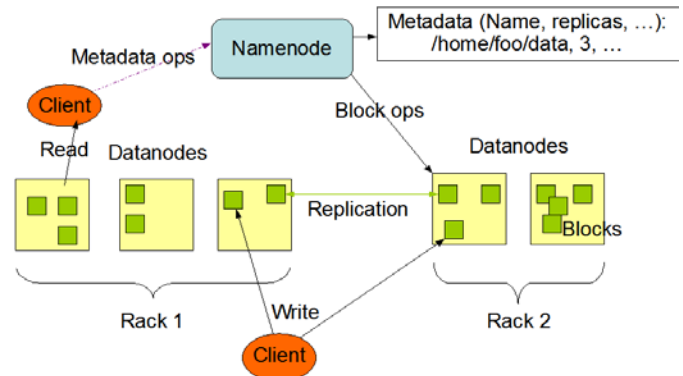 Metadata (Name, replicas, …):
/home/foo/data, 3, …
Namenode
Metadata ops
Client
Block ops
Read
Datanodes
Datanodes
Replication
Blocks
Write
Rack 1
Rack 2
Client